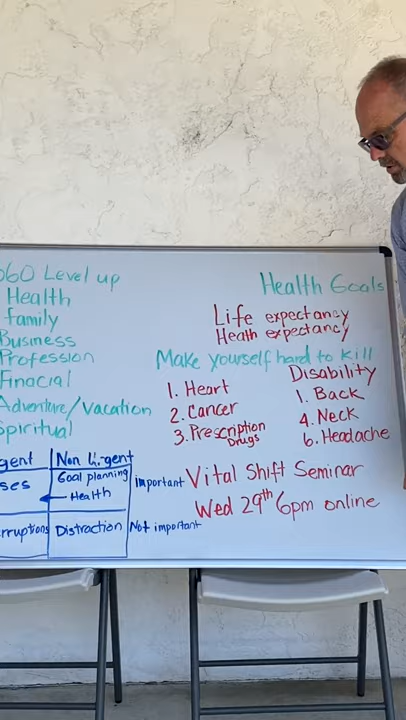 060 Level up
Health
family
Business
Profession
Finacial
Adventure/Vacation
Spiritual
Health Goals
Life expectancy
Heath expectancy
Make yourself hard to kill
1. Heart
2. Cancer
3. Prescription
Drugs
Disability
1. Back
4. Neck
6. Headache
Vital Shift Seminar
Wed 29th 6pm online
gent
Non Urgent
ses
Goal planning
Health
important
rruptions
Distraction
Not important